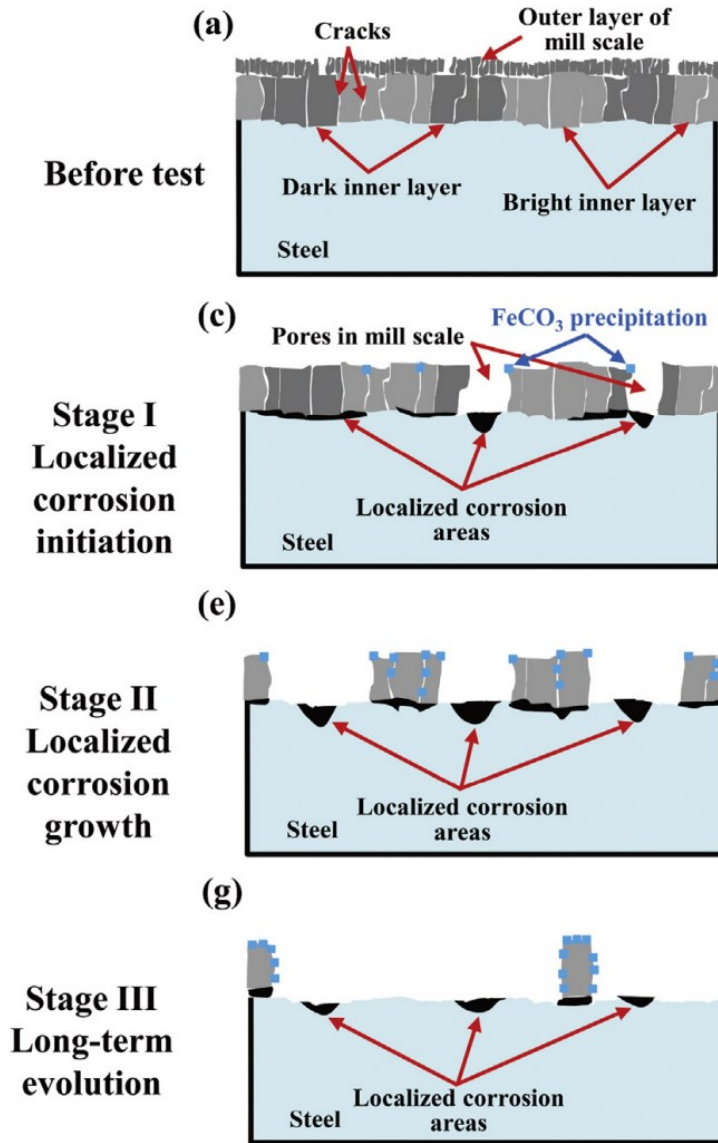 (a)
Cracks
Outer layer of
mill scale
Before test
Dark inner layer
Bright inner layer
Steel
(c)
FeCO₃ precipitation
Pores in mill scale
Stage I
Localized
corrosion
initiation
Localized corrosion
areas
Steel
(e)
Stage II
Localized
corrosion
growth
Localized corrosion
areas
Steel
(g)
Stage III
Long-term
evolution
Localized corrosion
areas
Steel